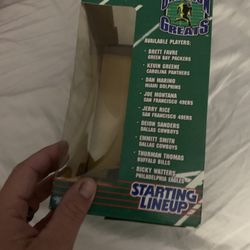 GREATS
AVAILABLE PLAYERS:
• BRETT FAVRE
GREEN BAY PACKERS
• KEVIN GREENE
CAROLINA PANTHERS
• DAN MARINO
MIAMI DOLPHINS
• JOE MONTANA
SAN FRANCISCO 49ERS
• JERRY RICE
SAN FRANCISCO 49ERS
• DEION SANDERS
DALLAS COWBOYS
• EMMITT SMITH
DALLAS COWBOYS
• THURMAN THOMAS
BUFFALO BILLS
• RICKY WATTERS
PHILADELPHIA EAGLES
STARTING
LINEUP